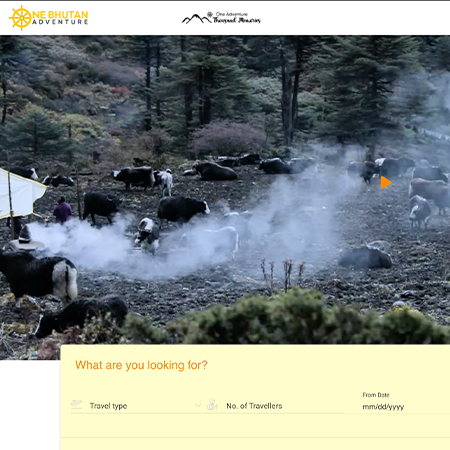 ONE BHUTAN
ADVENTURE
One Adventure
Thousand Memories
What are you looking for?
Travel type
No. of Travellers
From Date
mm/dd/yyyy